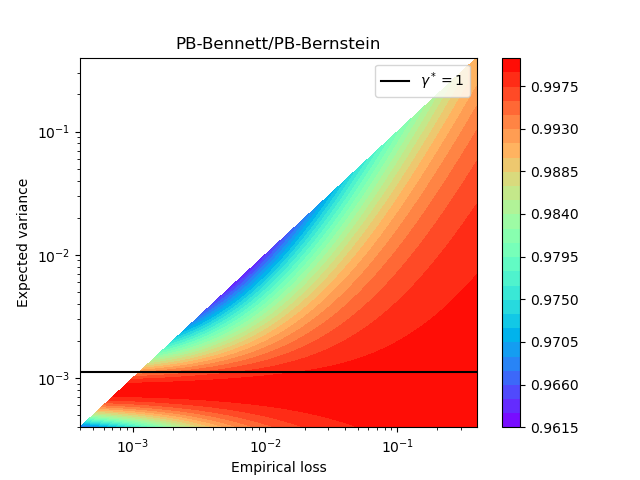 PB-Bennett/PB-Bernstein
γ* = 1
Expected variance
10⁻¹
10⁻²
10⁻³
10⁻³ 10⁻² 10⁻¹
Empirical loss
0.9975
0.9930
0.9885
0.9840
0.9795
0.9750
0.9705
0.9660
0.9615